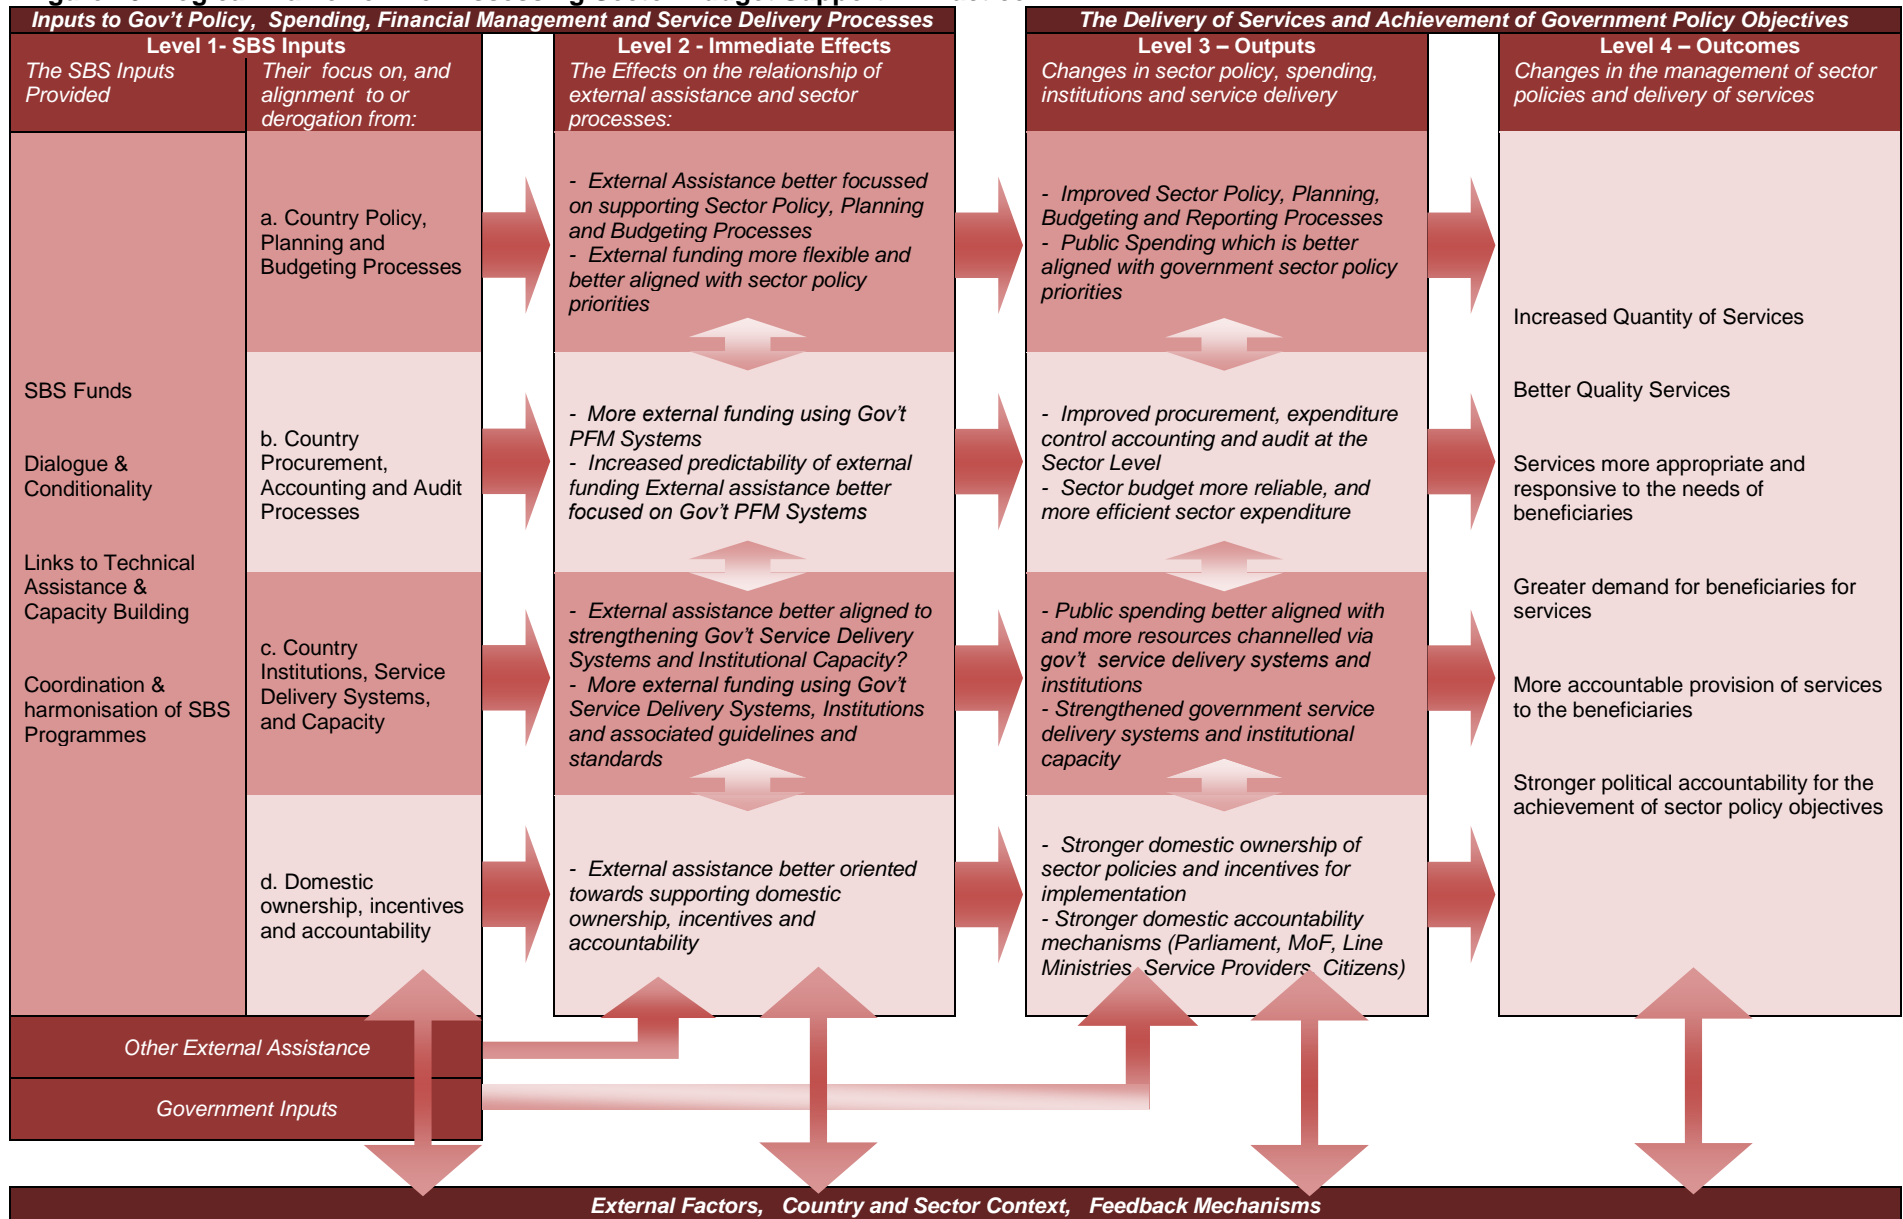 Inputs to Gov't Policy, Spending, Financial Management and Service Delivery Processes
The Delivery of Services and Achievement of Government Policy Objectives
Level 1- SBS Inputs
The SBS Inputs
Provided
Their focus on, and
alignment to or
derogation from:
Level 2 - Immediate Effects
The Effects on the relationship of
external assistance and sector
processes:
Level 3 – Outputs
Changes in sector policy, spending,
institutions and service delivery
Level 4 – Outcomes
Changes in the management of sector
policies and delivery of services
SBS Funds
Dialogue &
Conditionality
Links to Technical
Assistance &
Capacity Building
Coordination &
harmonisation of SBS
Programmes
a. Country Policy,
Planning and
Budgeting Processes
b. Country
Procurement,
Accounting and Audit
Processes
c. Country
Institutions, Service
Delivery Systems,
and Capacity
d. Domestic
ownership, incentives
and accountability
- External Assistance better focussed
on supporting Sector Policy, Planning
and Budgeting Processes
- External funding more flexible and
better aligned with sector policy
priorities
- More external funding using Gov't
PFM Systems
- Increased predictability of external
funding External assistance better
focused on Gov't PFM Systems
- External assistance better aligned to
strengthening Gov't Service Delivery
Systems and Institutional Capacity?
- More external funding using Gov't
Service Delivery Systems, Institutions
and associated guidelines and
standards
- External assistance better oriented
towards supporting domestic
ownership, incentives and
accountability
- Improved Sector Policy, Planning,
Budgeting and Reporting Processes
- Public Spending which is better
aligned with government sector policy
priorities
- Improved procurement, expenditure
control accounting and audit at the
Sector Level
- Sector budget more reliable, and
more efficient sector expenditure
- Public spending better aligned with
and more resources channelled via
gov't service delivery systems and
institutions
- Strengthened government service
delivery systems and institutional
capacity
- Stronger domestic ownership of
sector policies and incentives for
implementation
- Stronger domestic accountability
mechanisms (Parliament, MoF, Line
Ministries, Service Providers, Citizens)
Increased Quantity of Services
Better Quality Services
Services more appropriate and
responsive to the needs of
beneficiaries
Greater demand for beneficiaries for
services
More accountable provision of services
to the beneficiaries
Stronger political accountability for the
achievement of sector policy objectives
Other External Assistance
Government Inputs
External Factors, Country and Sector Context, Feedback Mechanisms